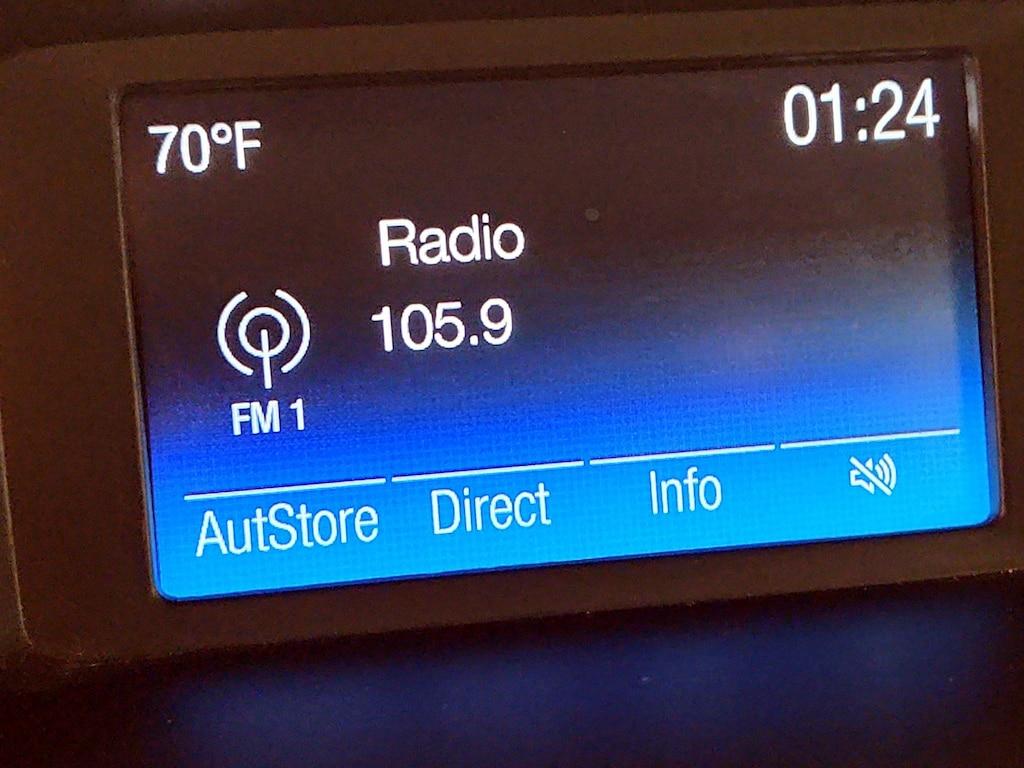 70°F 01:24
Radio
105.9
FM 1
AutStore Direct Info